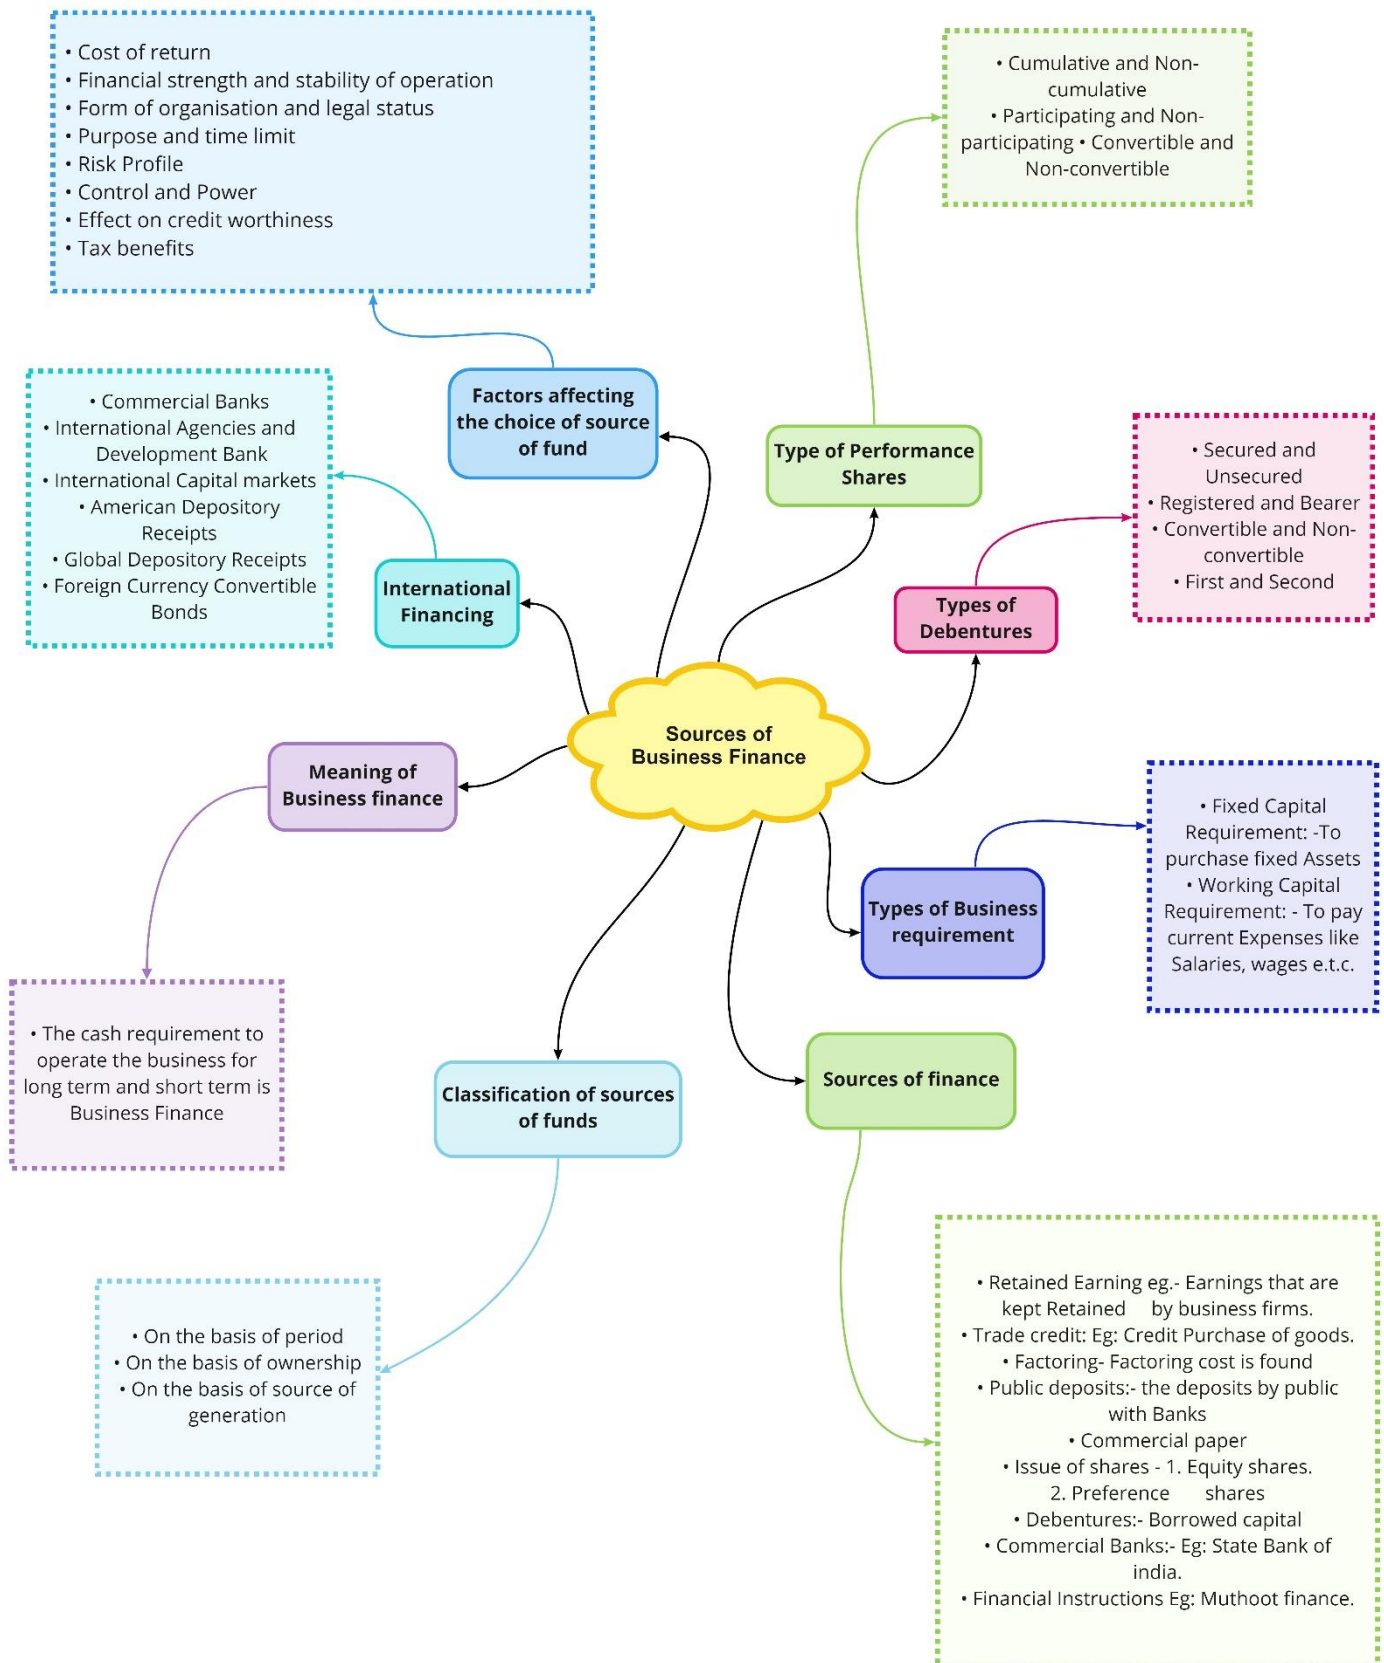 • Cost of return
• Financial strength and stability of operation
• Form of organisation and legal status
• Purpose and time limit
• Risk Profile
• Control and Power
• Effect on credit worthiness
• Tax benefits
• Cumulative and Non-
cumulative
• Participating and Non-
participating • Convertible and
Non-convertible
Factors affecting
the choice of source
of fund
• Commercial Banks
• International Agencies and
Development Bank
• International Capital markets
• American Depository
Receipts
• Global Depository Receipts
• Foreign Currency Convertible
Bonds
Type of Performance
Shares
• Secured and
Unsecured
• Registered and Bearer
• Convertible and Non-
convertible
• First and Second
International
Financing
Types of
Debentures
Sources of
Business Finance
Meaning of
Business finance
• Fixed Capital
Requirement: -To
purchase fixed Assets
• Working Capital
Requirement: - To pay
current Expenses like
Salaries, wages e.t.c.
Types of Business
requirement
• The cash requirement to
operate the business for
long term and short term is
Business Finance
Classification of sources
of funds
Sources of finance
• On the basis of period
• On the basis of ownership
• On the basis of source of
generation
• Retained Earning eg.- Earnings that are
kept Retained by business firms.
• Trade credit: Eg: Credit Purchase of goods.
• Factoring- Factoring cost is found
• Public deposits:- the deposits by public
with Banks
• Commercial paper
• Issue of shares - 1. Equity shares.
2. Preference shares
• Debentures:- Borrowed capital
• Commercial Banks:- Eg: State Bank of
india.
• Financial Instructions Eg: Muthoot finance.